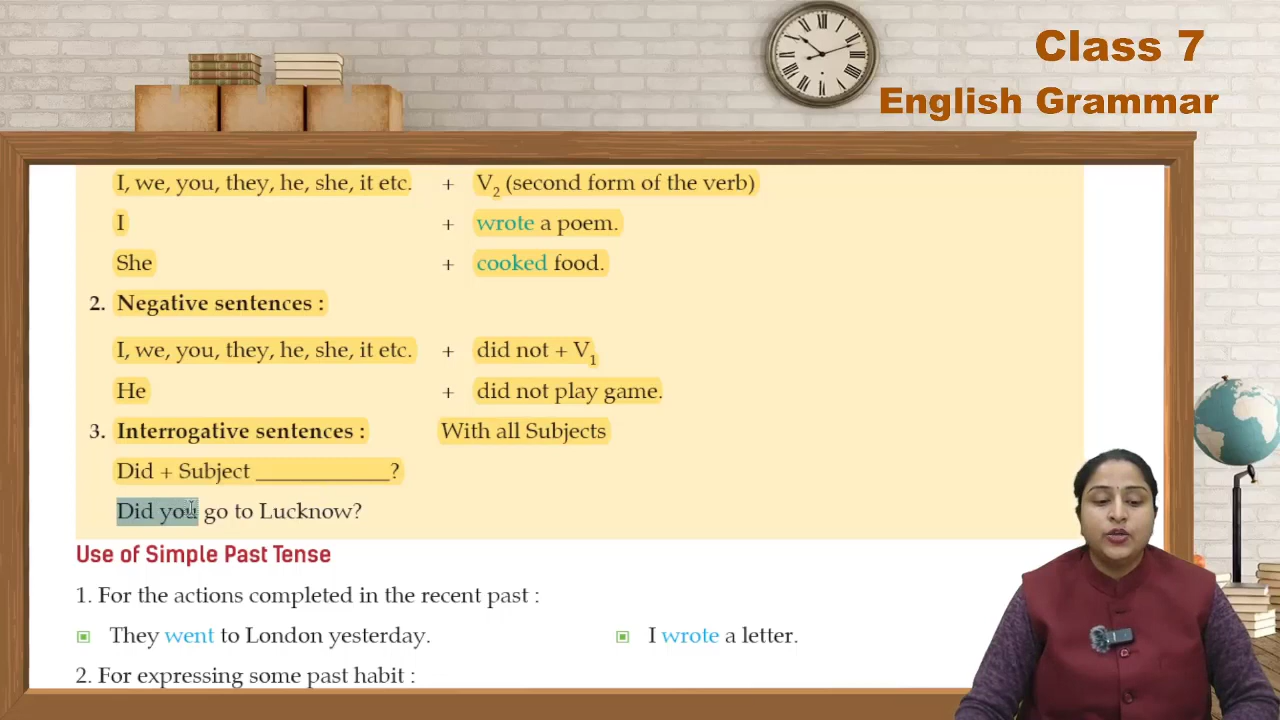 Class 7
English Grammar
I, we, you, they, he, she, it etc. + V2 (second form of the verb)
I + wrote a poem.
She + cooked food.
2. Negative sentences :
I, we, you, they, he, she, it etc. + did not + V1
He + did not play game.
3. Interrogative sentences : With all Subjects
Did + Subject ____________?
Did you go to Lucknow?
Use of Simple Past Tense
1. For the actions completed in the recent past :
They went to London yesterday. I wrote a letter.
2. For expressing some past habit :